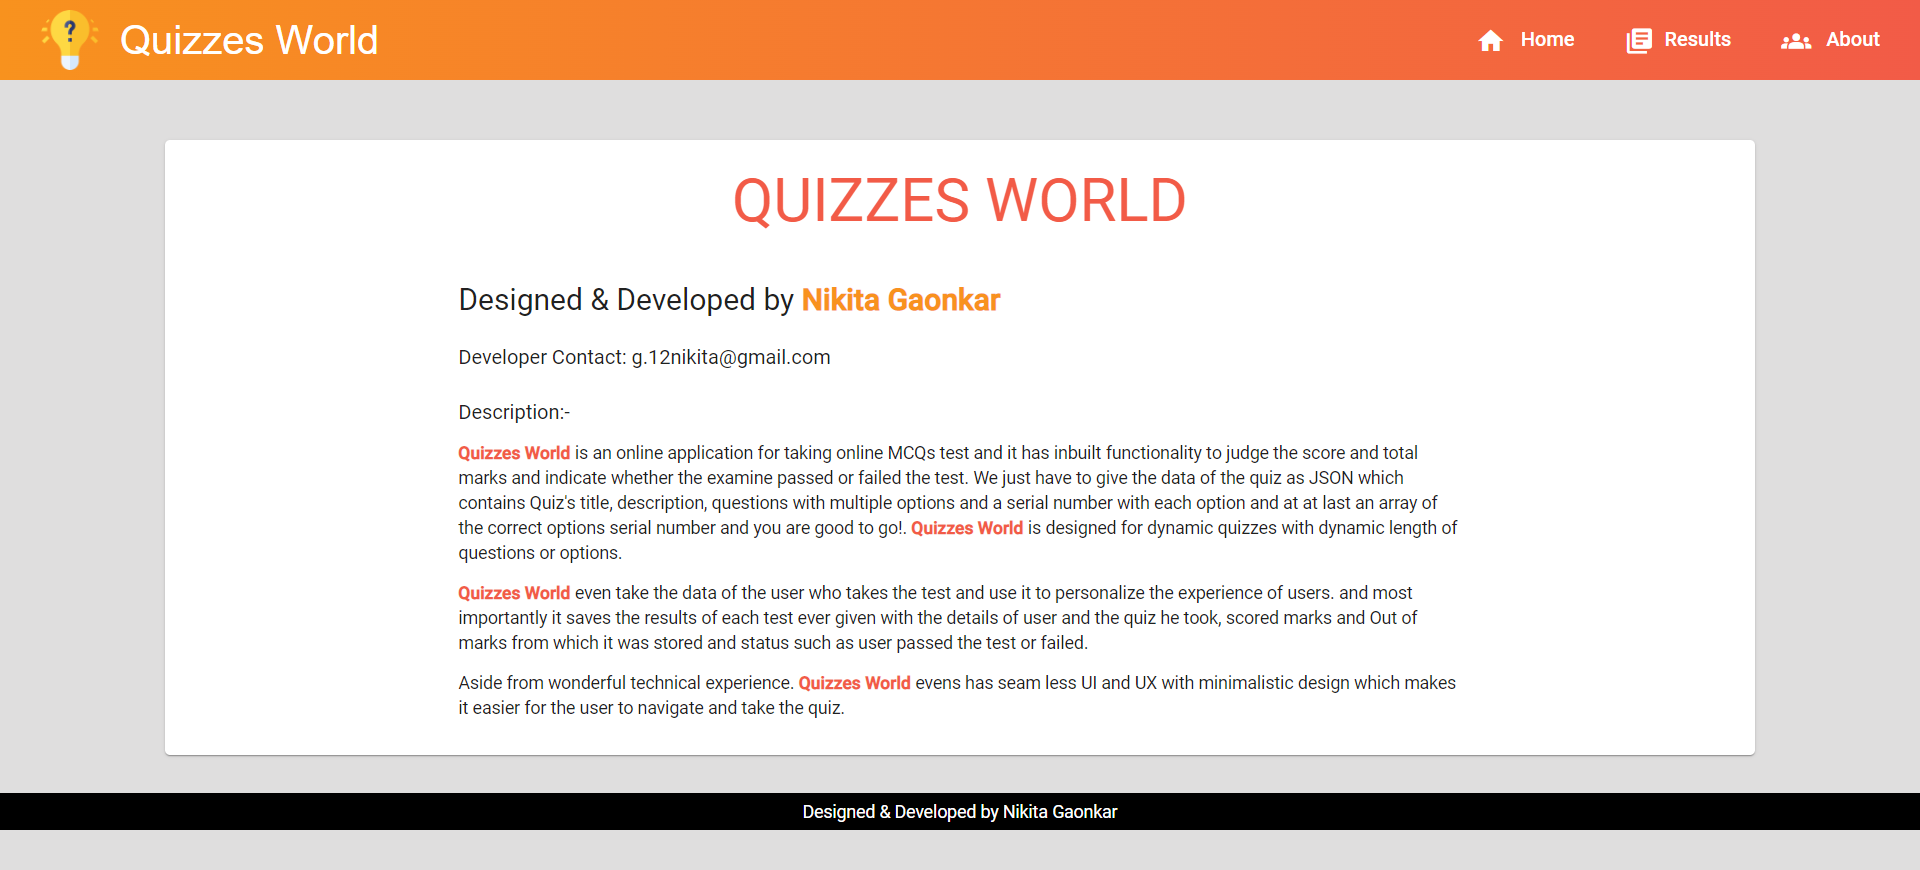 ?
Quizzes World
Home
Results
About
QUIZZES WORLD
Designed & Developed by Nikita Gaonkar
Developer Contact: g.12nikita@gmail.com
Description:-
Quizzes World is an online application for taking online MCQs test and it has inbuilt functionality to judge the score and total
marks and indicate whether the examine passed or failed the test. We just have to give the data of the quiz as JSON which
contains Quiz's title, description, questions with multiple options and a serial number with each option and at at last an array of
the correct options serial number and you are good to go!. Quizzes World is designed for dynamic quizzes with dynamic length of
questions or options.
Quizzes World even take the data of the user who takes the test and use it to personalize the experience of users. and most
importantly it saves the results of each test ever given with the details of user and the quiz he took, scored marks and Out of
marks from which it was stored and status such as user passed the test or failed.
Aside from wonderful technical experience. Quizzes World evens has seam less UI and UX with minimalistic design which makes
it easier for the user to navigate and take the quiz.
Designed & Developed by Nikita Gaonkar